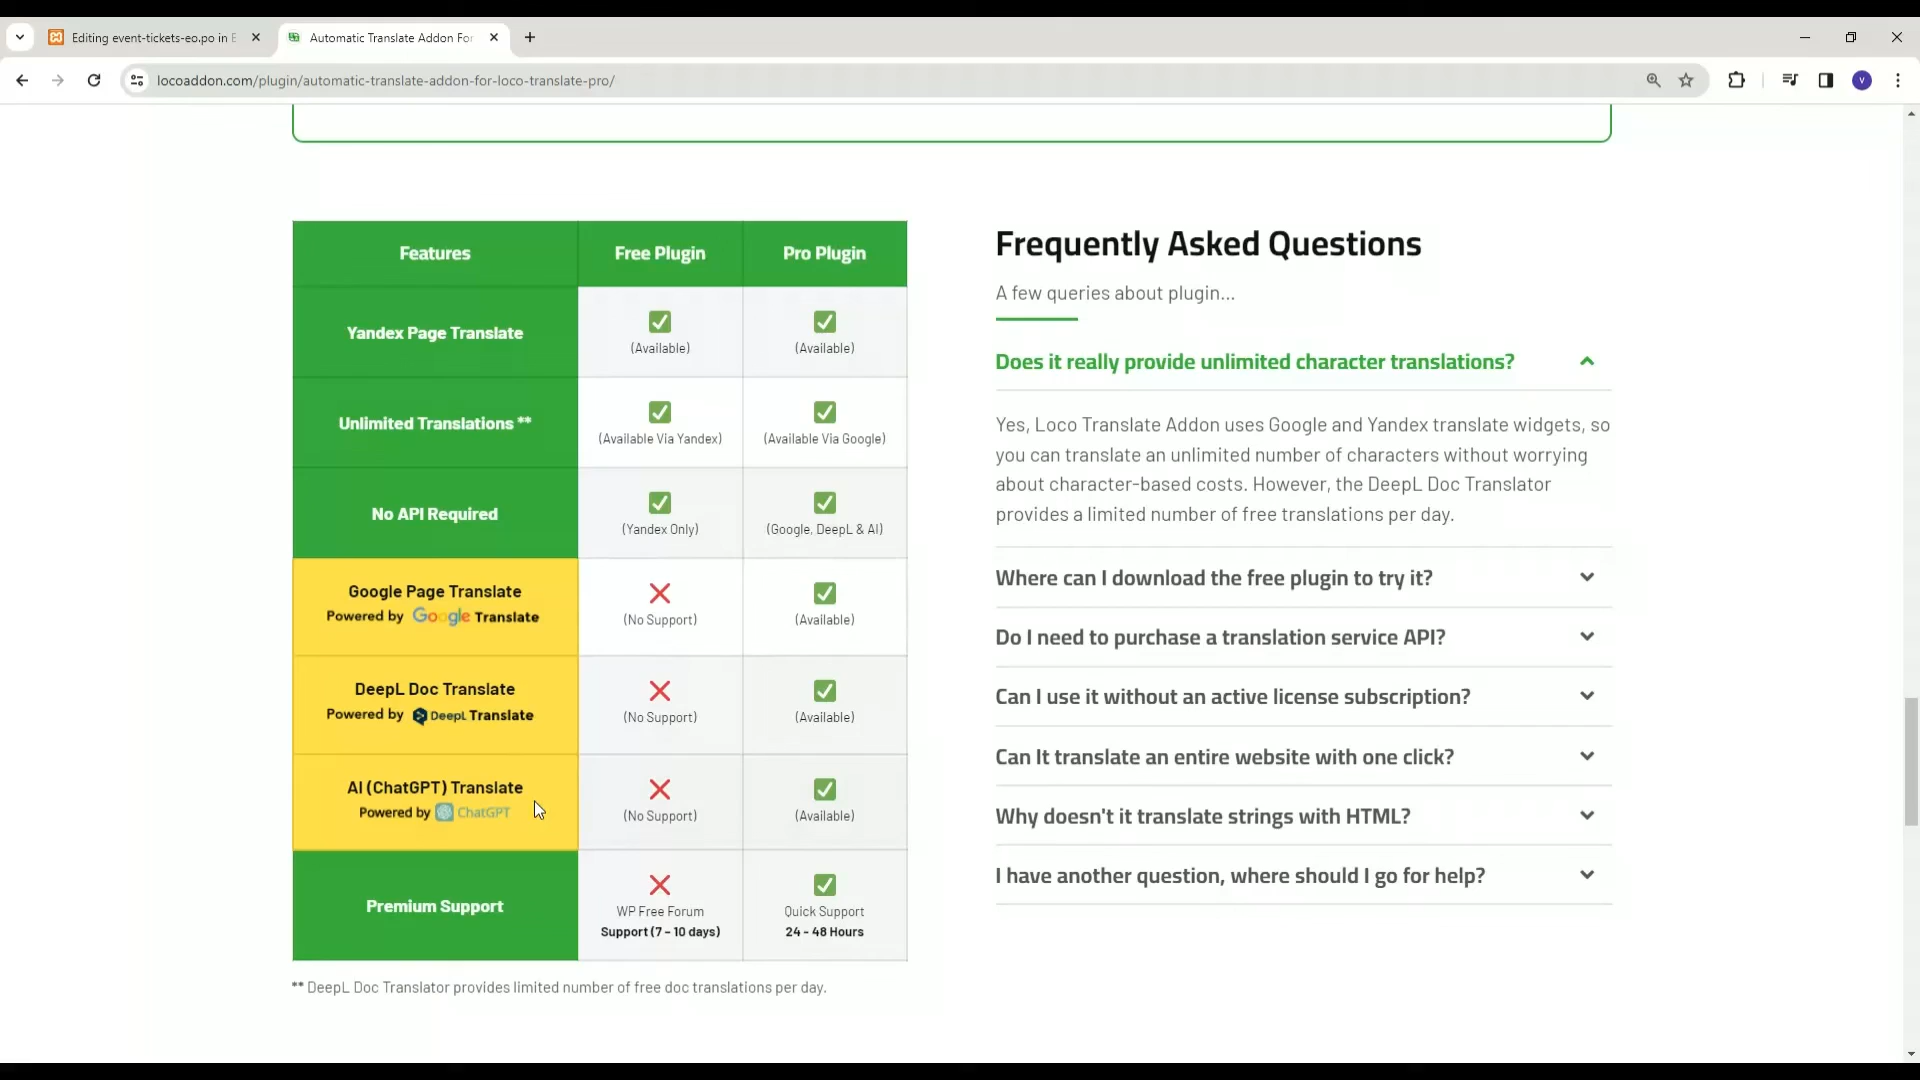 Editing event-tickets-eo.po in E
Automatic Translate Addon For
locoaddon.com/plugin/automatic-translate-addon-for-loco-translate-pro/
V
Features
Free Plugin
Pro Plugin
Yandex Page Translate
(Available)
(Available)
Unlimited Translations **
(Available Via Yandex)
(Available Via Google)
No API Required
(Yandex Only)
(Google, DeepL & AI)
Google Page Translate
Powered by Google Translate
(No Support)
(Available)
DeepL Doc Translate
Powered by DeepL Translate
(No Support)
(Available)
AI (ChatGPT) Translate
Powered by ChatGPT
(No Support)
(Available)
Premium Support
WP Free Forum
Support (7 - 10 days)
Quick Support
24 - 48 Hours
** DeepL Doc Translator provides limited number of free doc translations per day.
Frequently Asked Questions
A few queries about plugin...
Does it really provide unlimited character translations?
Yes, Loco Translate Addon uses Google and Yandex translate widgets, so
you can translate an unlimited number of characters without worrying
about character-based costs. However, the DeepL Doc Translator
provides a limited number of free translations per day.
Where can I download the free plugin to try it?
Do I need to purchase a translation service API?
Can I use it without an active license subscription?
Can It translate an entire website with one click?
Why doesn't it translate strings with HTML?
I have another question, where should I go for help?